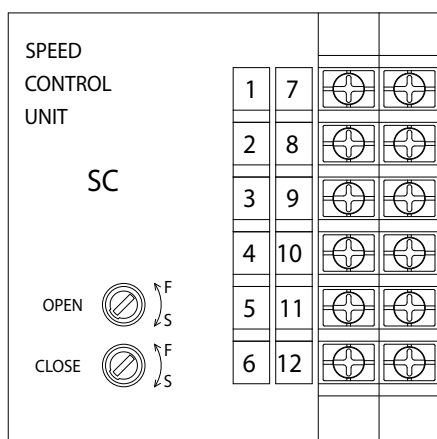 SPEED
CONTROL
UNIT
SC
1 7
2 8
3 9
4 10
5 11
6 12
OPEN F
S
CLOSE F
S